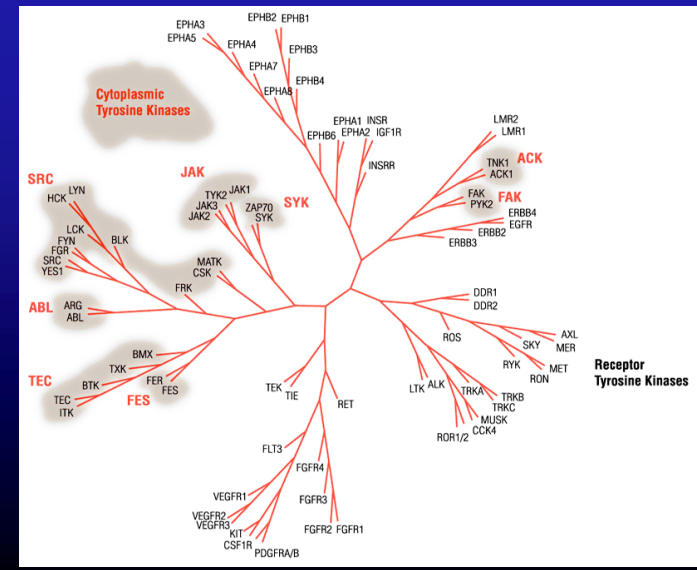 EPHA3
EPHA5
EPHB2 EPHB1
EPHA4
EPHB3
EPHA7
EPHA8
EPHB4
Cytoplasmic
Tyrosine Kinases
EPHA1 INSR
EPHB6 EPHA2 IGF1R
INSRR
LMR2
LMR1
TNK1
ACK1
ACK
FAK
PYK2
FAK
ERBB4
EGFR
ERBB2
ERBB3
SRC
LYN
HCK
LCK
FYN
FGR
SRC
YES1
BLK
JAK
TYK2 JAK1
JAK3
JAK2
SYK
ZAP70
SYK
MATK
CSK
FRK
ABL
ARG
ABL
BMX
TXK
BTK
TEC
TEC
ITK
FER
FES
FES
DDR1
DDR2
ROS
AXL
MER
SKY
RYK
MET
RON
Receptor
Tyrosine Kinases
LTK ALK
TRKA
TRKB
TRKC
MUSK
CCK4
ROR1/2
TEK
TIE
RET
FLT3
FGFR4
VEGFR1
FGFR3
VEGFR2
VEGFR3
KIT
CSF1R
PDGFRA/B
FGFR2 FGFR1